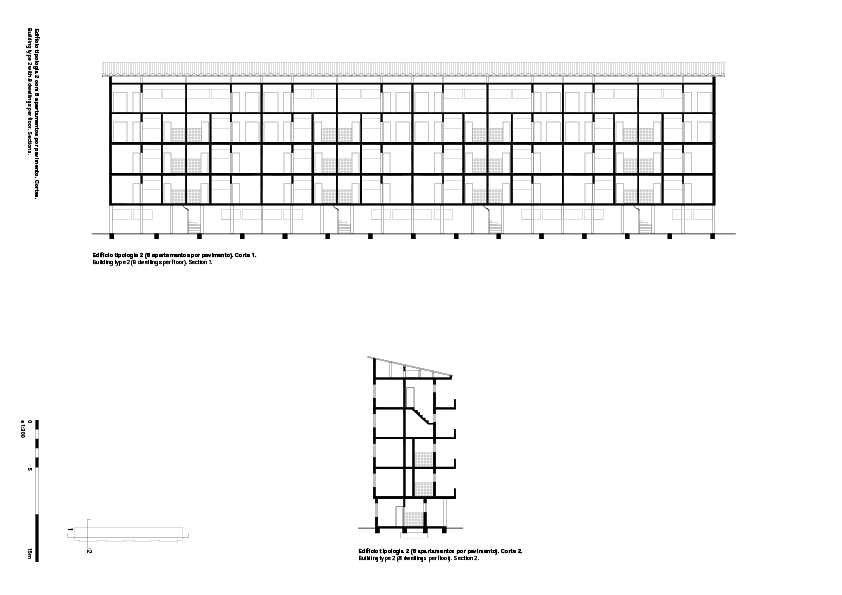 Edifício tipologia 2 com 8 apartamentos por pavimento. Cortes.
Building type 2 with 8 dwellings per floor. Sections.
Edifício tipologia 2 (8 apartamentos por pavimento). Corte 1.
Building type 2 (8 dwellings per floor). Section 1.
0
e 1:200
5
15m
1
2
Edifício tipologia 2 (8 apartamentos por pavimento). Corte 2.
Building type 2 (8 dwellings per floor). Section 2.